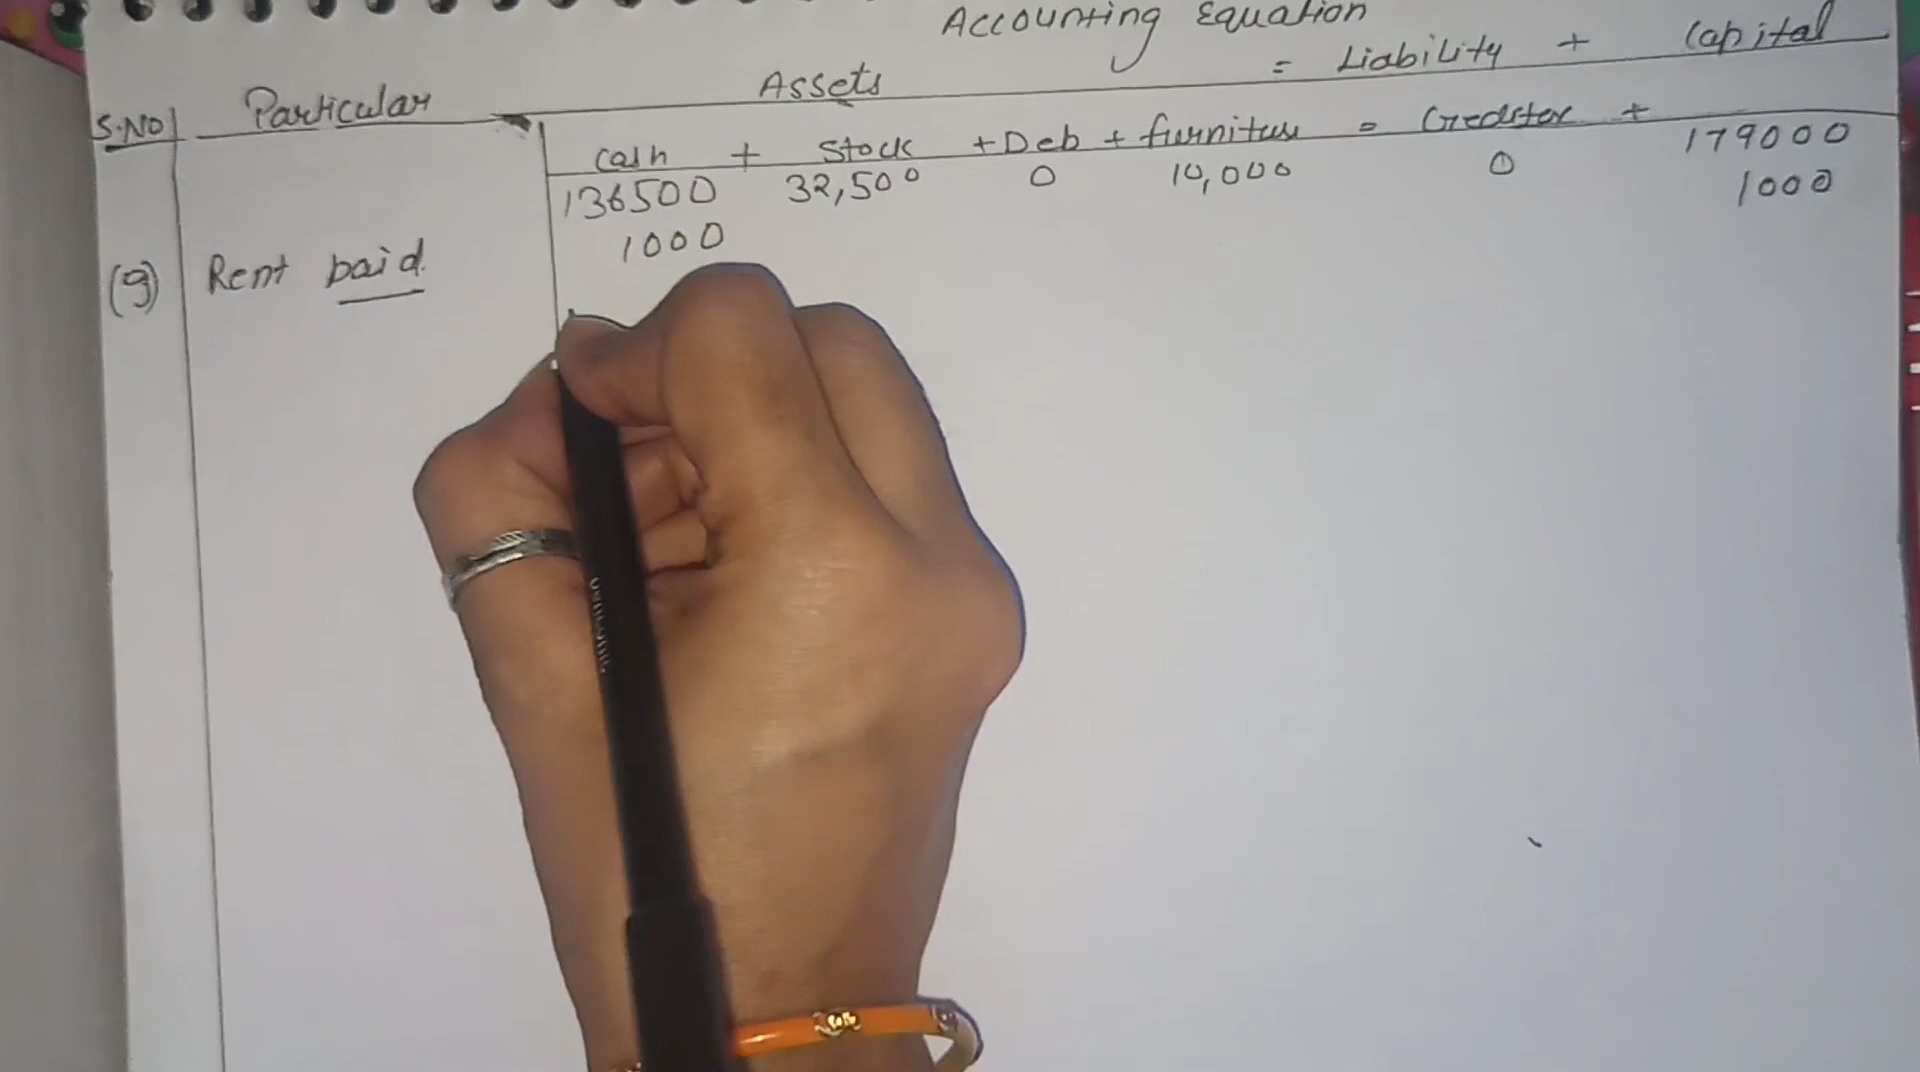 Accounting Equation
S.NO Particular Assets = Liability + Capital
Cash + Stock + Deb + furniture = Creditor +
136500 32,500 0 10,000 0 179000
1000 1000
(9) Rent paid.